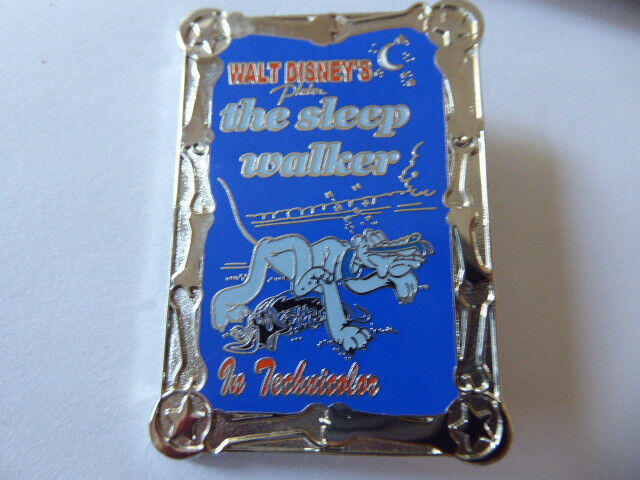 WALT DISNEY'S
Pluto
the sleep
walker
In Technicolor